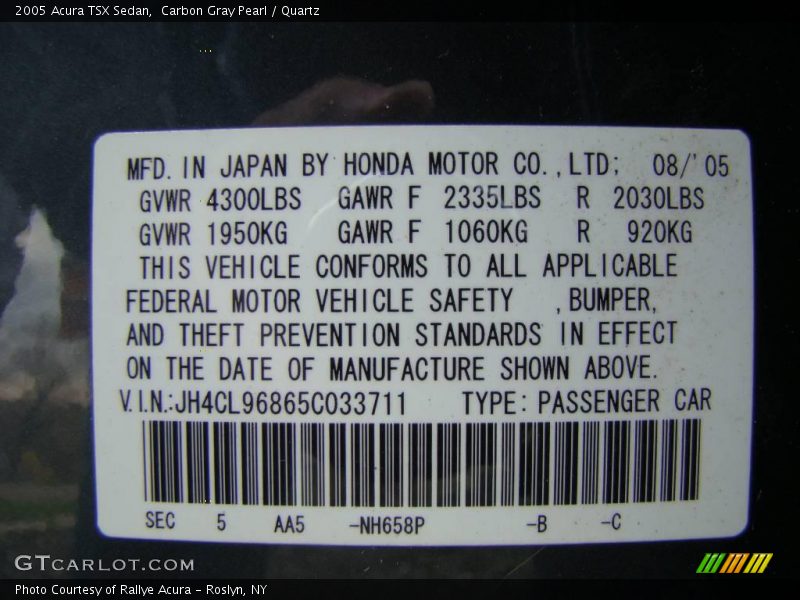 2005 Acura TSX Sedan,  Carbon Gray Pearl / Quartz
MFD. IN JAPAN BY HONDA MOTOR CO.,LTD; 08/'05
GVWR 4300LBS GAWR F 2335LBS R 2030LBS
GVWR 1950KG GAWR F 1060KG R 920KG
THIS VEHICLE CONFORMS TO ALL APPLICABLE
FEDERAL MOTOR VEHICLE SAFETY ,BUMPER,
AND THEFT PREVENTION STANDARDS IN EFFECT
ON THE DATE OF MANUFACTURE SHOWN ABOVE.
V.I.N.:JH4CL96865C033711 TYPE: PASSENGER CAR
SEC 5 AA5 -NH658P -B -C
GTCARLOT.COM
Photo Courtesy of Rallye Acura - Roslyn, NY